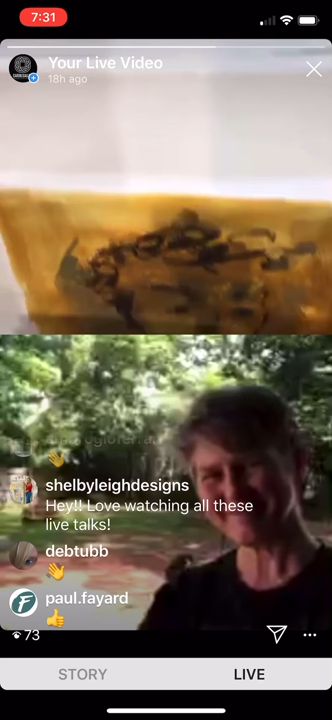 7:31
Your Live Video
18h ago
shelbyleighdesigns
Hey!! Love watching all these
live talks!
debtubb
👋
paul.fayard
👍
73
STORY
LIVE